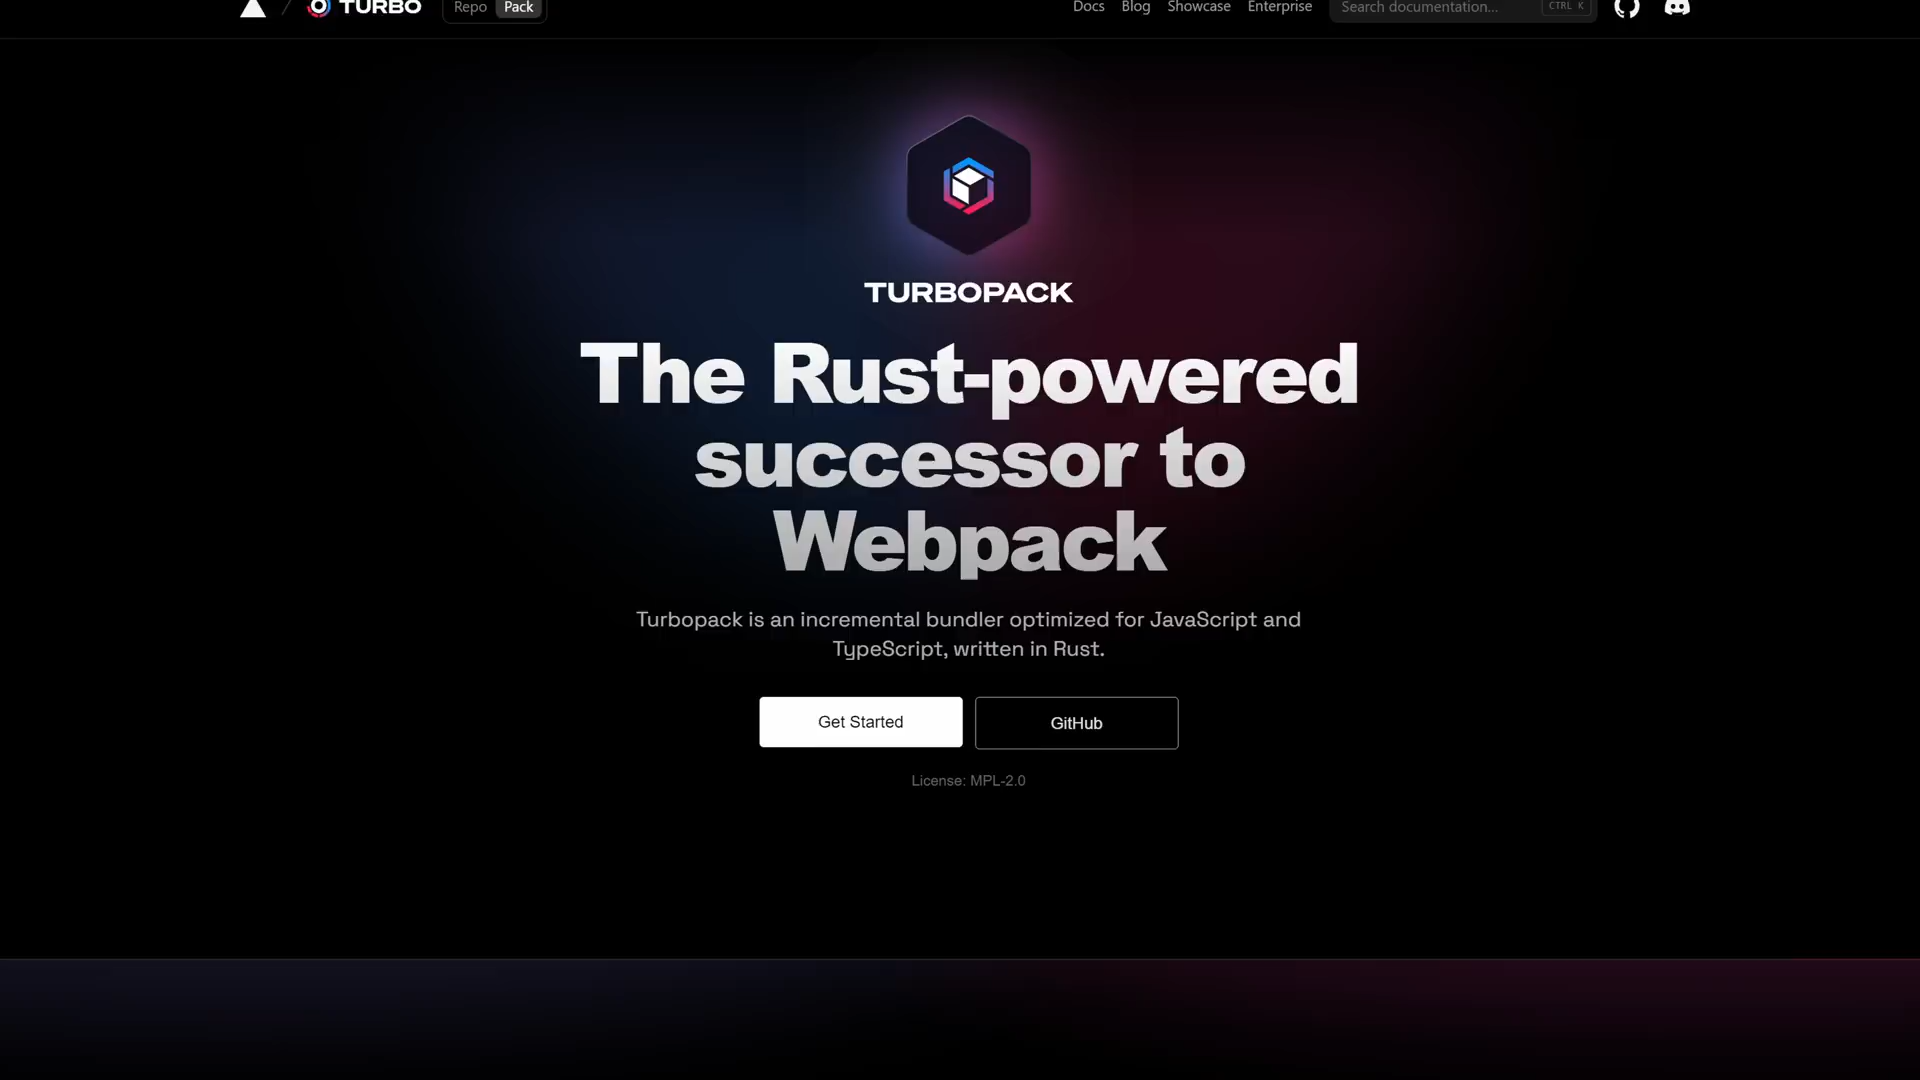 TURBO
Repo
Pack
Docs
Blog
Showcase
Enterprise
Search documentation...
CTRL K
TURBOPACK
The Rust-powered
successor to
Webpack
Turbopack is an incremental bundler optimized for JavaScript and
TypeScript, written in Rust.
Get Started
GitHub
License: MPL-2.0